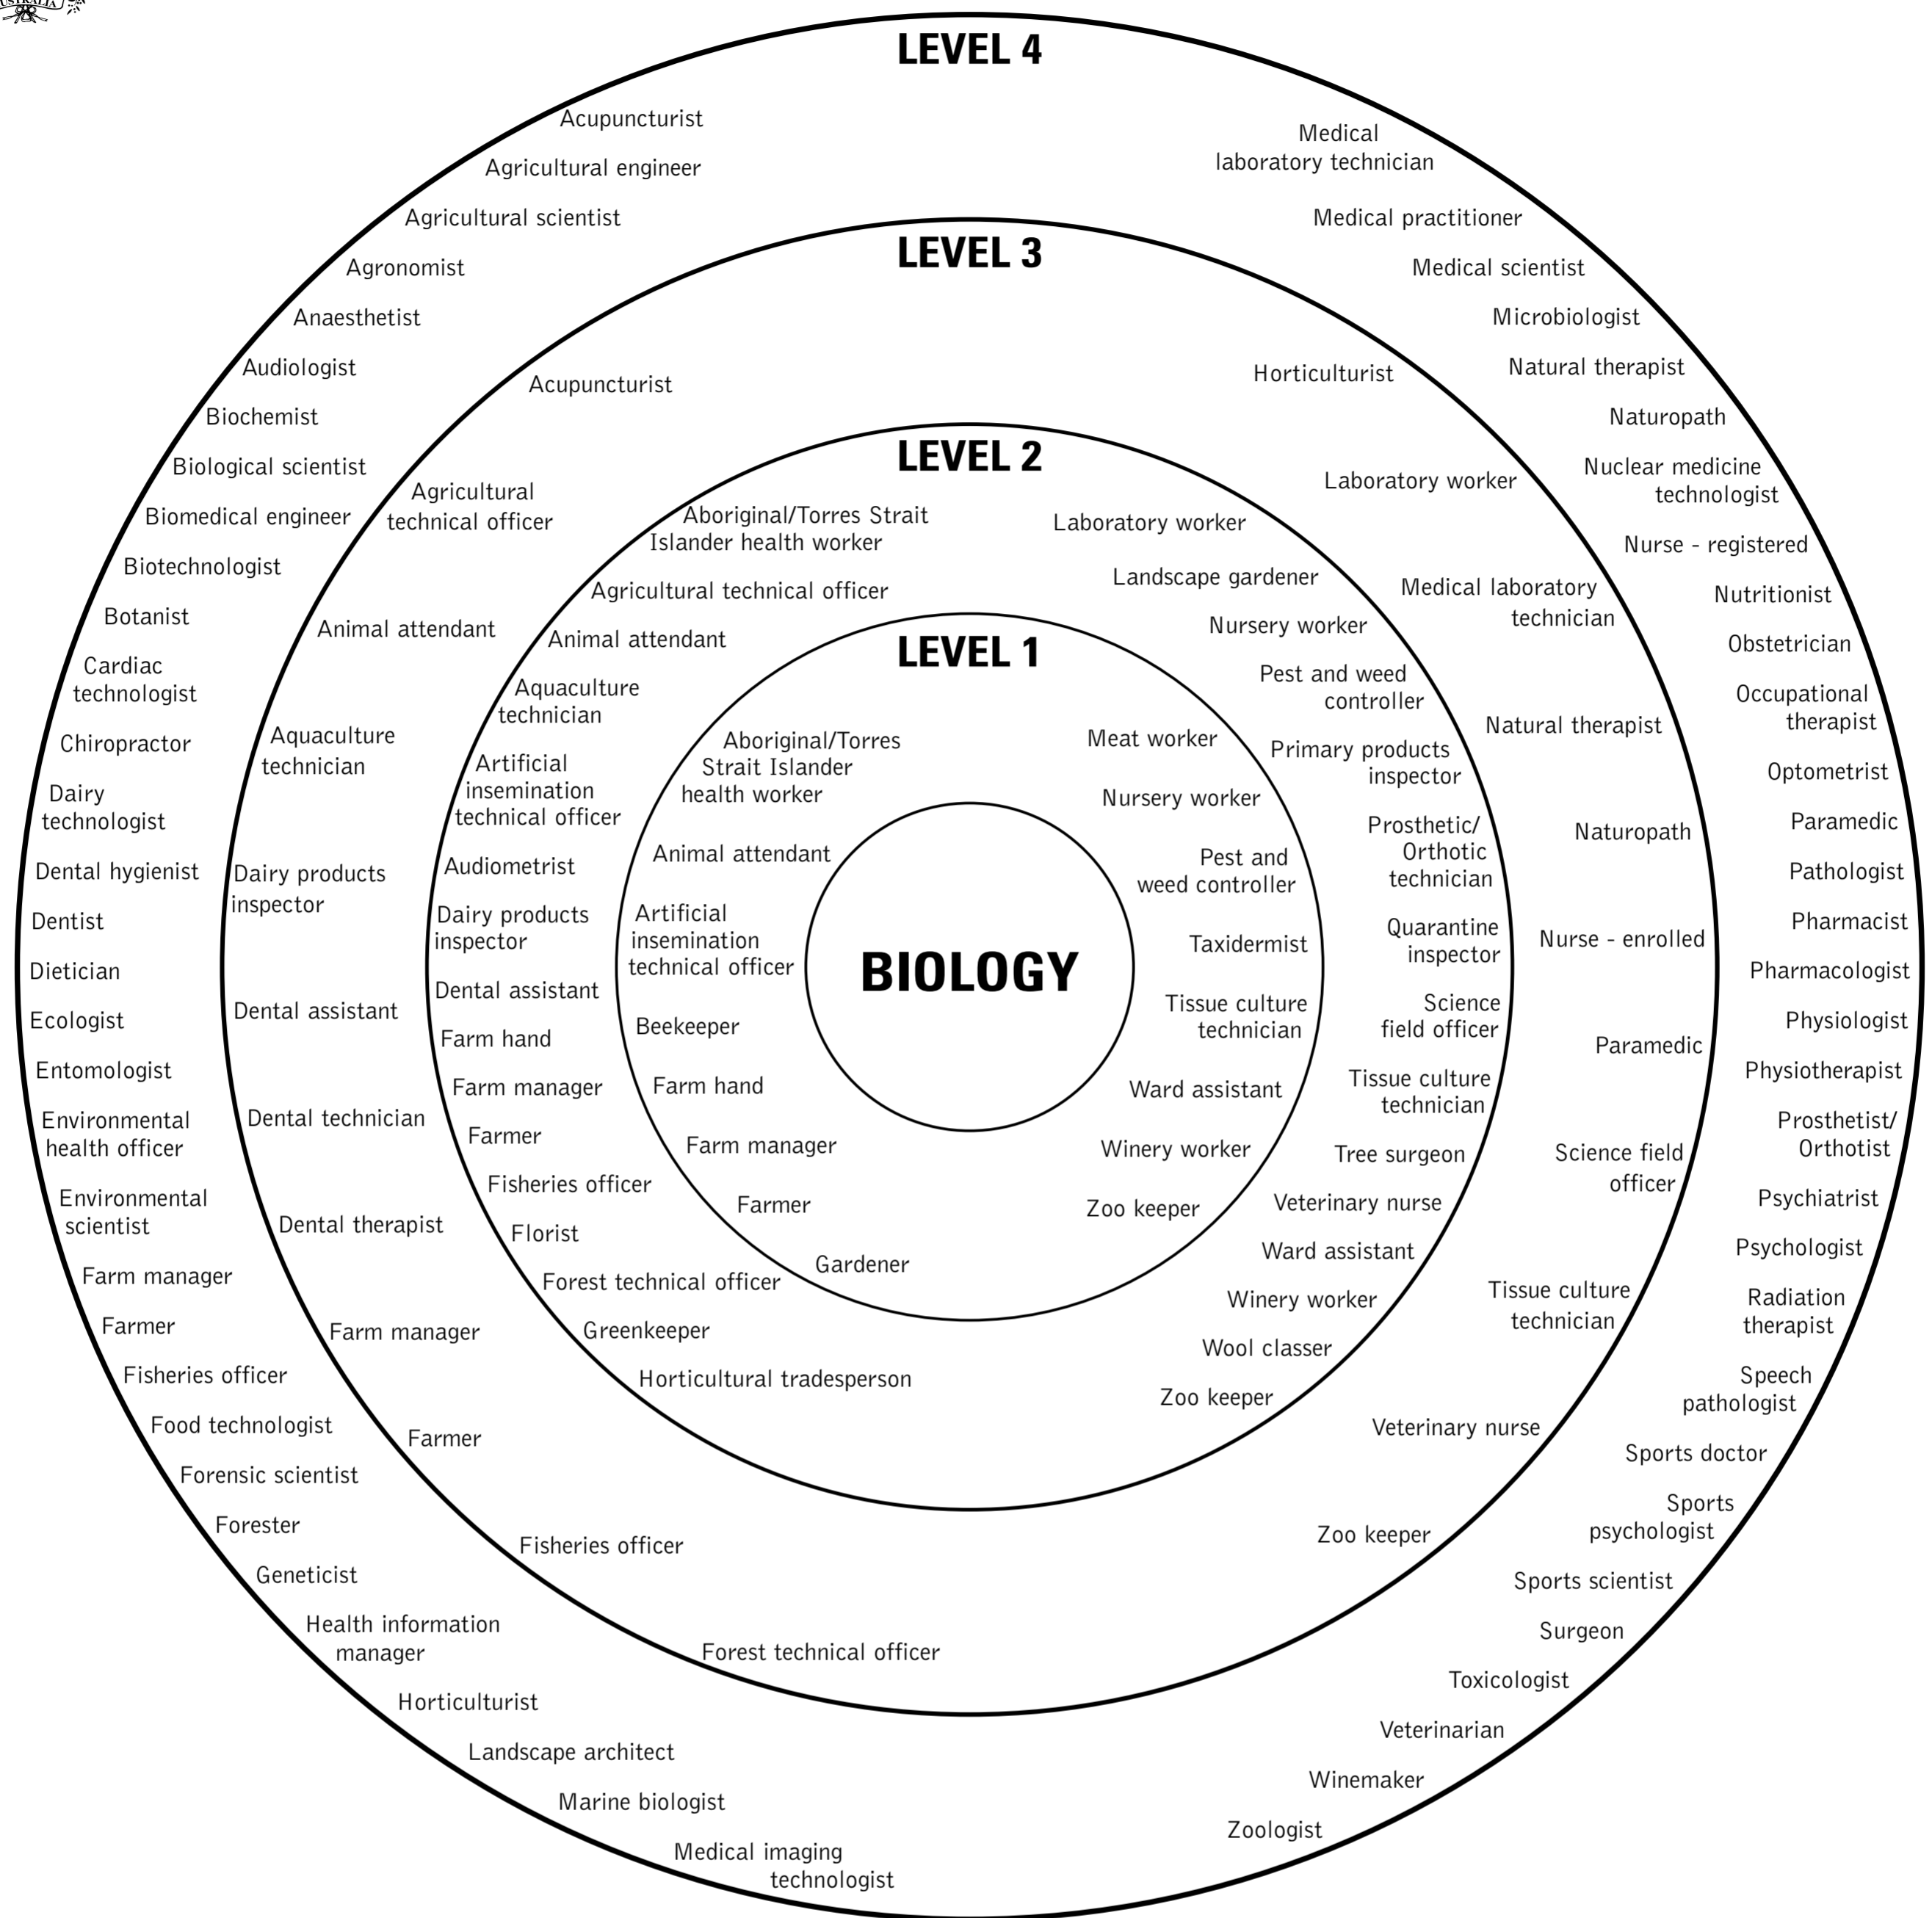 USTRALIA
LEVEL 4
Acupuncturist
Agricultural engineer
Agricultural scientist
Agronomist
Anaesthetist
Audiologist
Biochemist
Biological scientist
Biomedical engineer
Biotechnologist
Botanist
Cardiac
technologist
Chiropractor
Dairy
technologist
Dental hygienist
Dentist
Dietician
Ecologist
Entomologist
Environmental
health officer
Environmental
scientist
Farm manager
Farmer
Fisheries officer
Food technologist
Forensic scientist
Forester
Geneticist
Health information
manager
Horticulturist
Landscape architect
Marine biologist
Medical imaging
technologist
Medical
laboratory technician
Medical practitioner
Medical scientist
Microbiologist
Natural therapist
Naturopath
Nuclear medicine
technologist
Nurse - registered
Nutritionist
Obstetrician
Occupational
therapist
Optometrist
Paramedic
Pathologist
Pharmacist
Pharmacologist
Physiologist
Physiotherapist
Prosthetist/
Orthotist
Psychiatrist
Psychologist
Radiation
therapist
Speech
pathologist
Sports doctor
Sports
psychologist
Sports scientist
Surgeon
Toxicologist
Veterinarian
Winemaker
Zoologist
LEVEL 3
Acupuncturist
Agricultural
technical officer
Animal attendant
Aquaculture
technician
Dairy products
inspector
Dental assistant
Dental technician
Dental therapist
Farm manager
Farmer
Fisheries officer
Forest technical officer
Horticulturist
Laboratory worker
Medical laboratory
technician
Natural therapist
Naturopath
Nurse - enrolled
Paramedic
Science field
officer
Tissue culture
technician
Veterinary nurse
Zoo keeper
LEVEL 2
Aboriginal/Torres Strait
Islander health worker
Agricultural technical officer
Animal attendant
Aquaculture
technician
Artificial
insemination
technical officer
Audiometrist
Dairy products
inspector
Dental assistant
Farm hand
Farm manager
Farmer
Fisheries officer
Florist
Forest technical officer
Greenkeeper
Horticultural tradesperson
Laboratory worker
Landscape gardener
Nursery worker
Pest and weed
controller
Primary products
inspector
Prosthetic/
Orthotic
technician
Quarantine
inspector
Science
field officer
Tissue culture
technician
Tree surgeon
Veterinary nurse
Ward assistant
Winery worker
Wool classer
Zoo keeper
LEVEL 1
Aboriginal/Torres
Strait Islander
health worker
Animal attendant
Artificial
insemination
technical officer
Beekeeper
Farm hand
Farm manager
Farmer
Gardener
Meat worker
Nursery worker
Pest and
weed controller
Taxidermist
Tissue culture
technician
Ward assistant
Winery worker
Zoo keeper
BIOLOGY